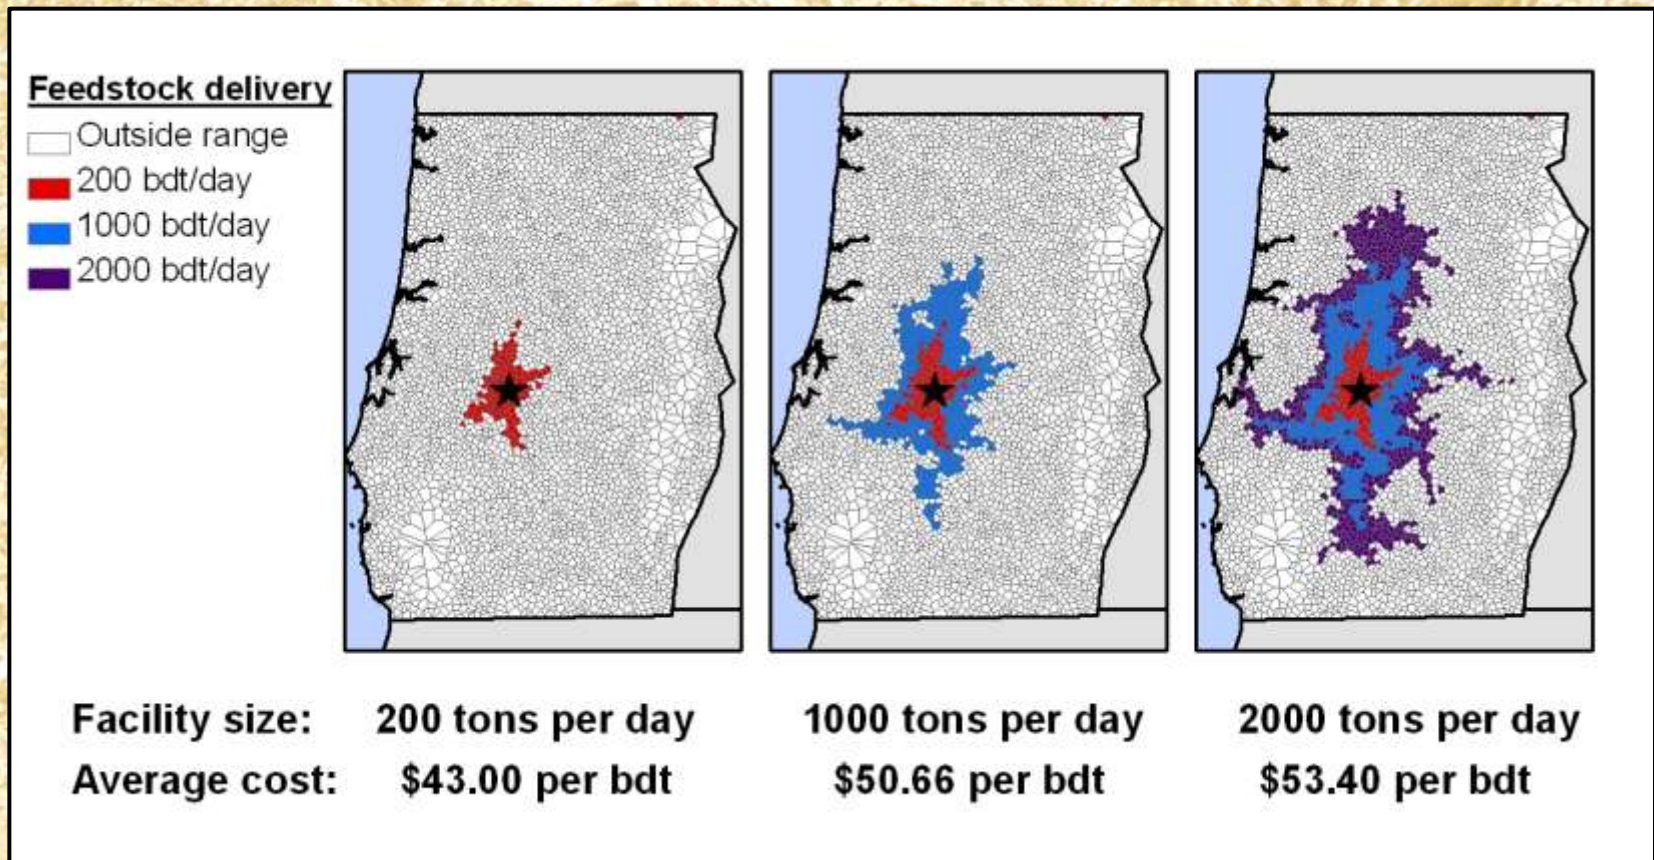 Feedstock delivery
Outside range
200 bdt/day
1000 bdt/day
2000 bdt/day
Facility size: 200 tons per day 1000 tons per day 2000 tons per day
Average cost: $43.00 per bdt $50.66 per bdt $53.40 per bdt